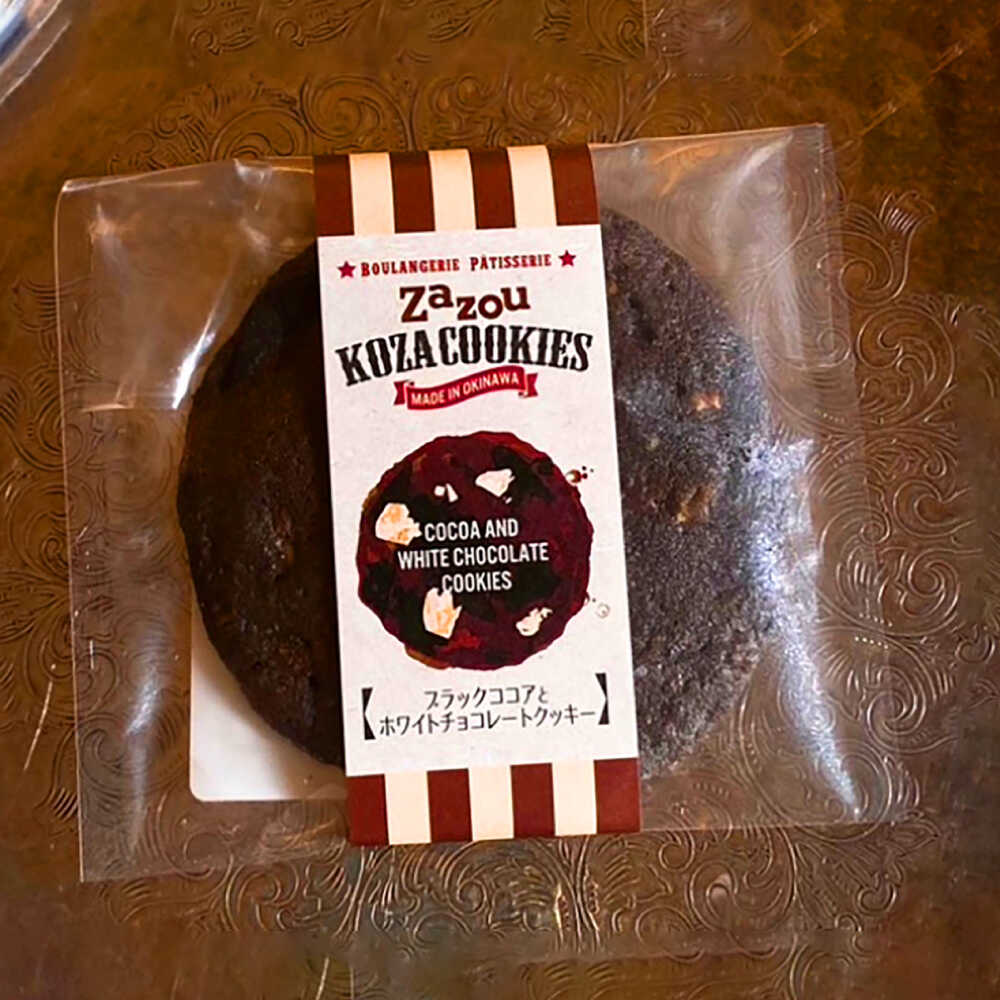 ★ BOULANGERIE PÂTISSERIE ★
Zazou
KOZA COOKIES
MADE IN OKINAWA
COCOA AND
WHITE CHOCOLATE
COOKIES
【ブラックココアと
ホワイトチョコレートクッキー】